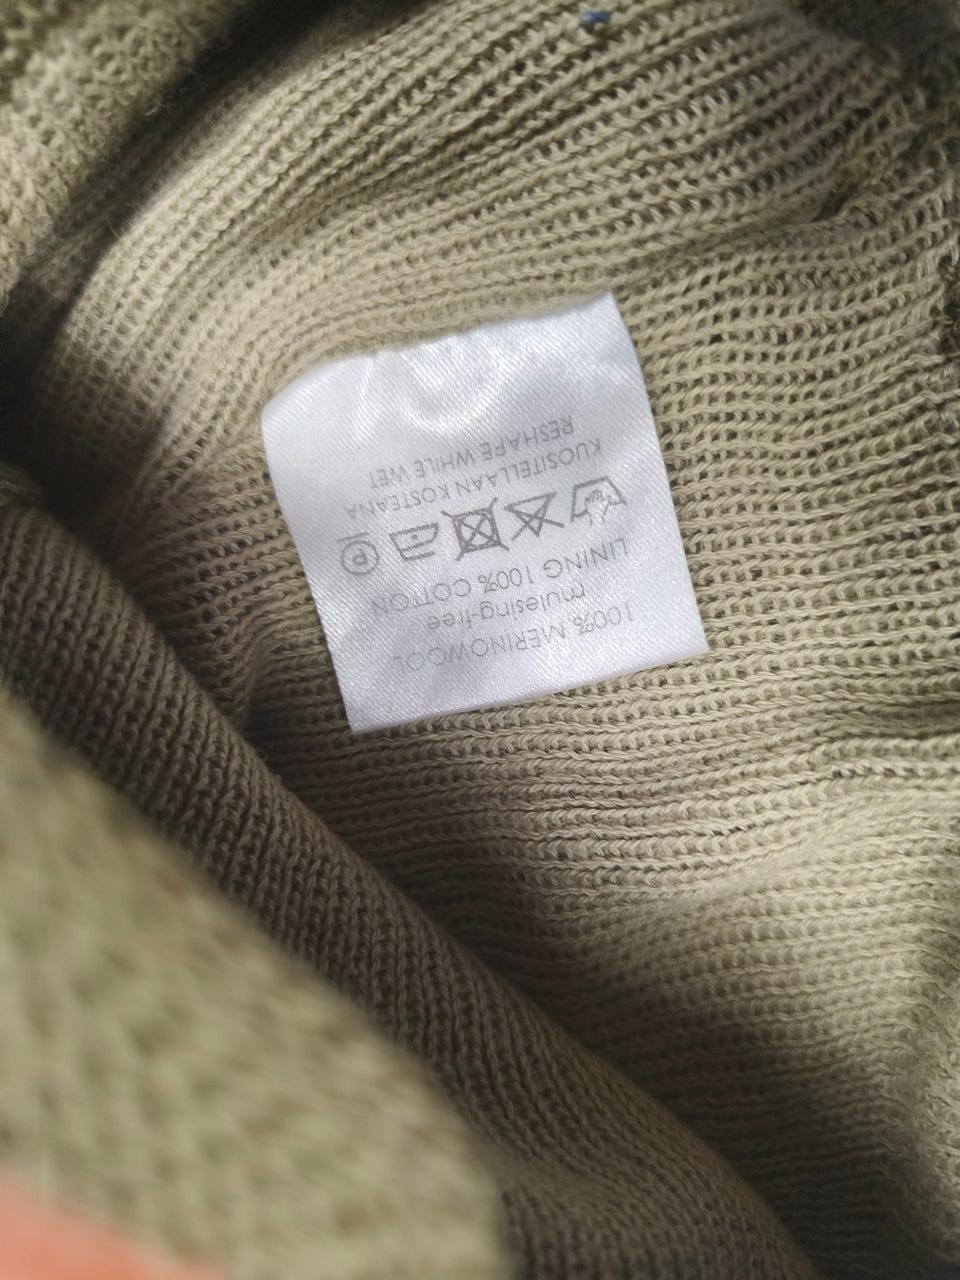 100% MERINOWOOL
mulesing-free
LINING 100% COTTON
P
KUOSITELLAAN KOSTEANA
RESHAPE WHILE WET